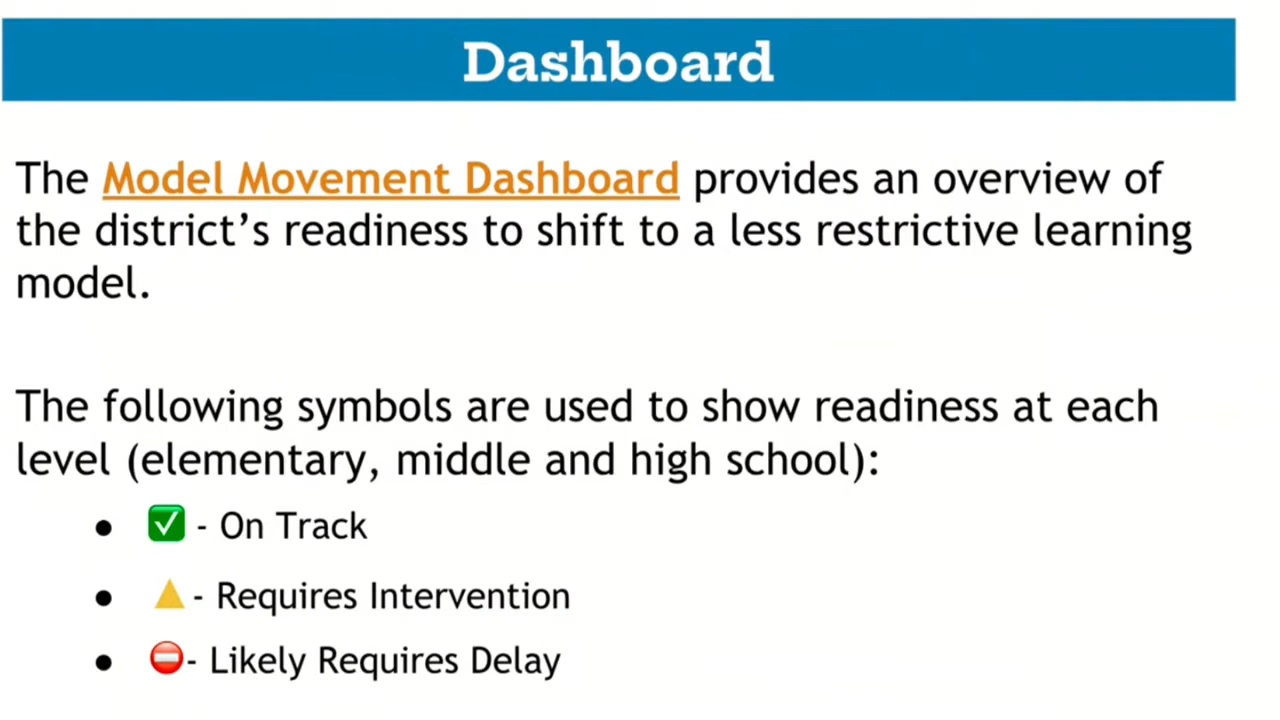 Dashboard
The Model Movement Dashboard provides an overview of
the district’s readiness to shift to a less restrictive learning
model.
The following symbols are used to show readiness at each
level (elementary, middle and high school):
● ✅ - On Track
● - Requires Intervention
● ⛔- Likely Requires Delay